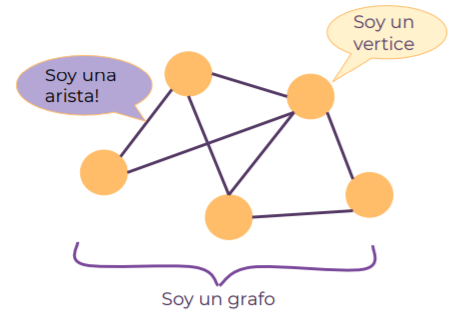 Soy un
vertice
Soy una
arista!
Soy un grafo